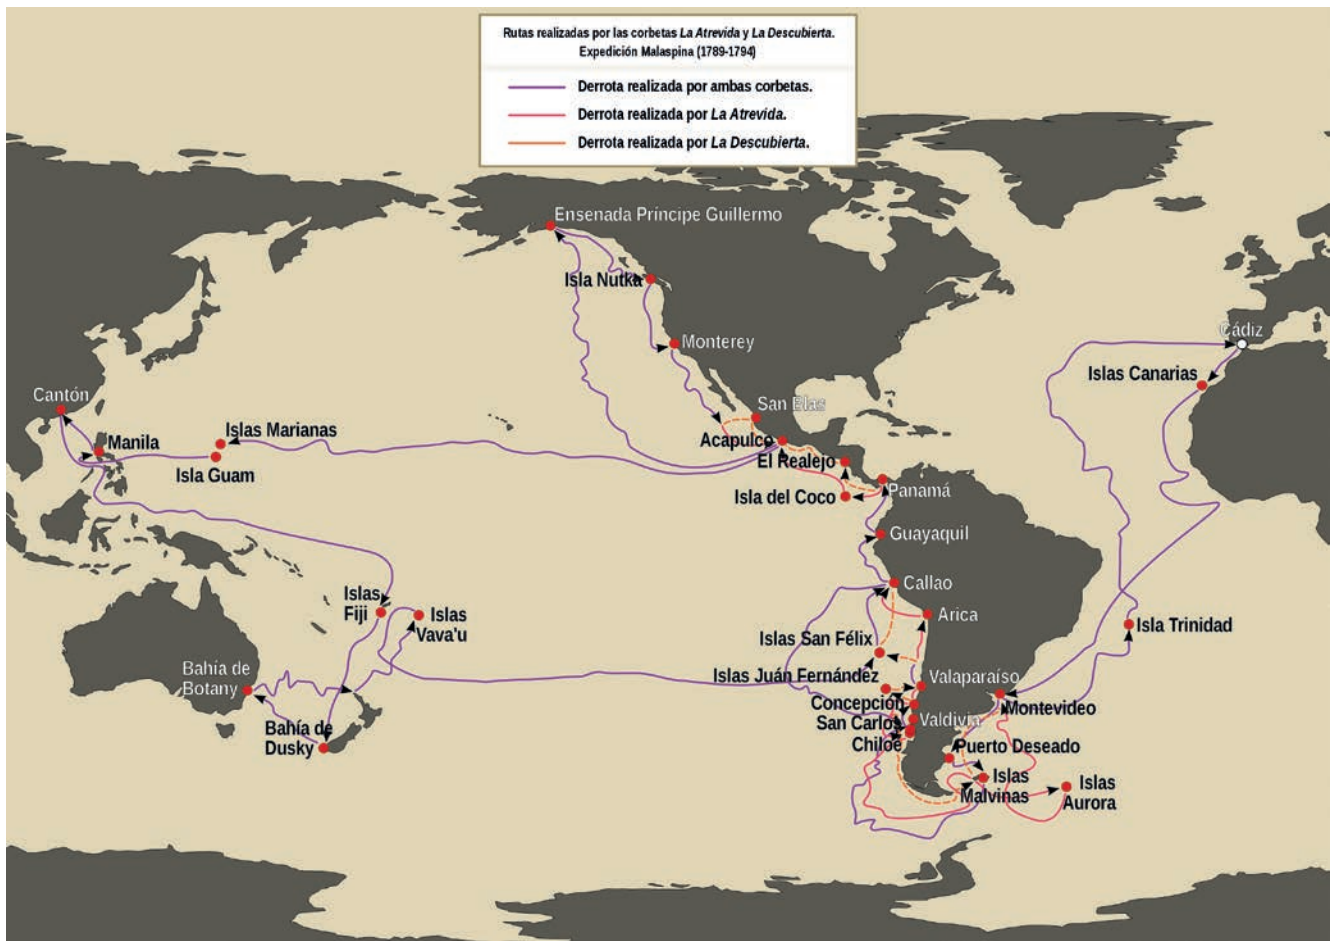 Rutas realizadas por las corbetas La Atrevida y La Descubierta.
Expedición Malaspina (1789-1794)
Derrota realizada por ambas corbetas.
Derrota realizada por La Atrevida.
Derrota realizada por La Descubierta.
Ensenada Príncipe Guillermo
Isla Nutka
Monterey
Cádiz
Islas Canarias
Cantón
San Blas
Islas Marianas
Manila
Acapulco
Isla Guam
El Realejo
Isla del Coco
Panamá
Guayaquil
Callao
Islas
Fiji
Islas
Vava'u
Arica
Isla Trinidad
Islas San Félix
Bahía de
Botany
Islas Juán Fernández
Valaparaíso
Concepción
Montevideo
San Carlos
Chiloé
Valdivia
Bahía de
Dusky
Puerto Deseado
Islas
Malvinas
Islas
Aurora